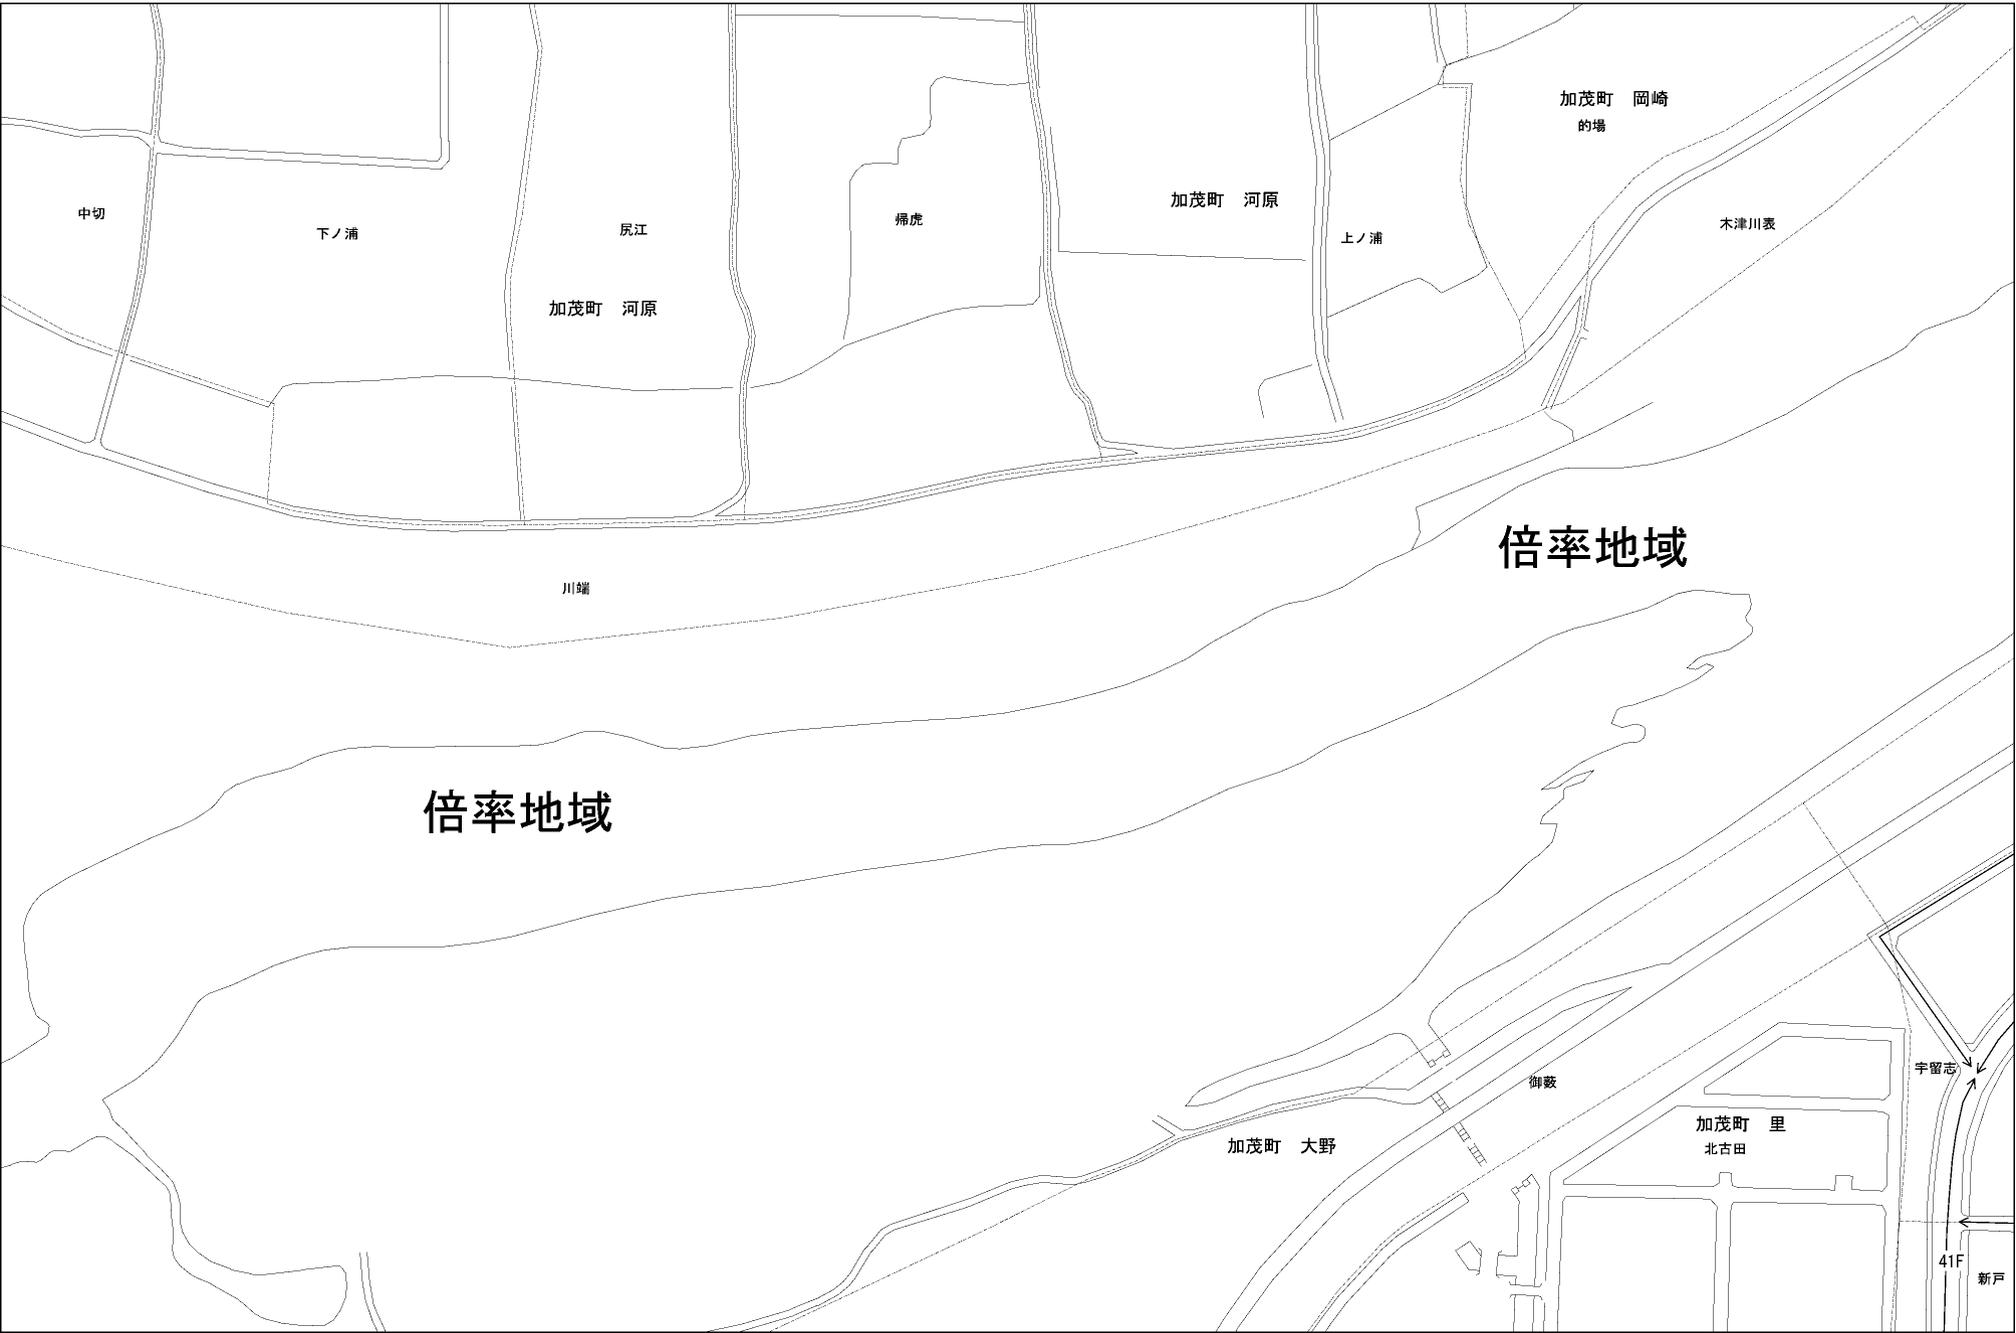 加茂町　岡崎
的場
中切
下ノ浦
尻江
帰虎
加茂町　河原
上ノ浦
木津川表
加茂町　河原
倍率地域
川端
倍率地域
宇留志
御薮
加茂町　里
北古田
加茂町　大野
41F
新戸